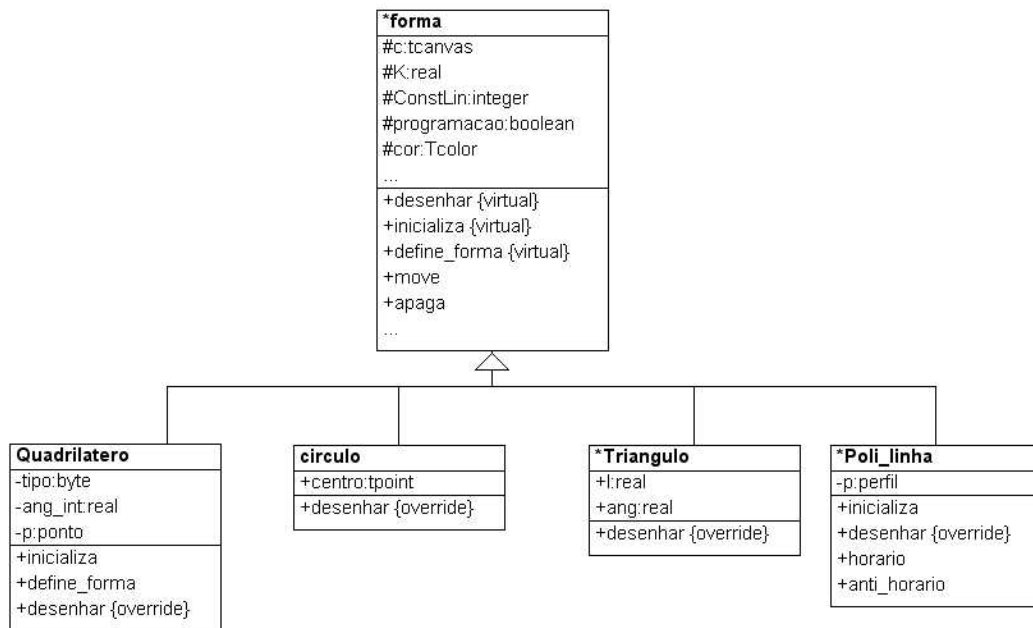 *forma
#c:tcanvas
#K:real
#ConstLin:integer
#programacao:boolean
#cor:Tcolor
...
+desenhar {virtual}
+inicializa {virtual}
+define_forma {virtual}
+move
+apaga
...
Quadrilatero
-tipo:byte
-ang_int:real
-p:ponto
+inicializa
+define_forma
+desenhar {override}
circulo
+centro:tpoint
+desenhar {override}
*Triangulo
+l:real
+ang:real
+desenhar {override}
*Poli_linha
-p:perfil
+inicializa
+desenhar {override}
+horario
+anti_horario